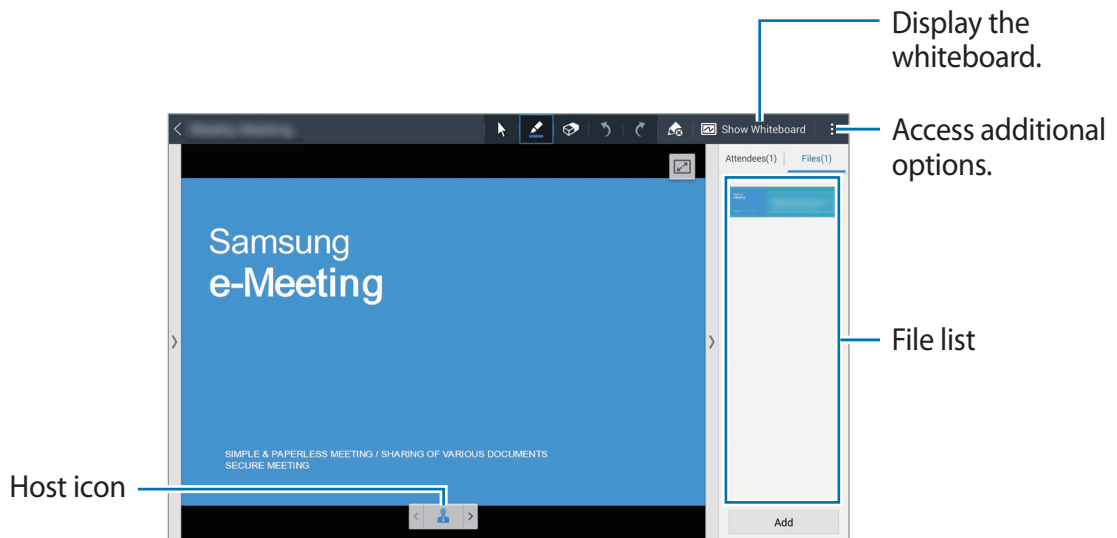 Display the
whiteboard.
Show Whiteboard
Access additional
options.
Attendees(1)
Files(1)
Samsung
e-Meeting
File list
SIMPLE & PAPERLESS MEETING / SHARING OF VARIOUS DOCUMENTS
SECURE MEETING
Host icon
Add